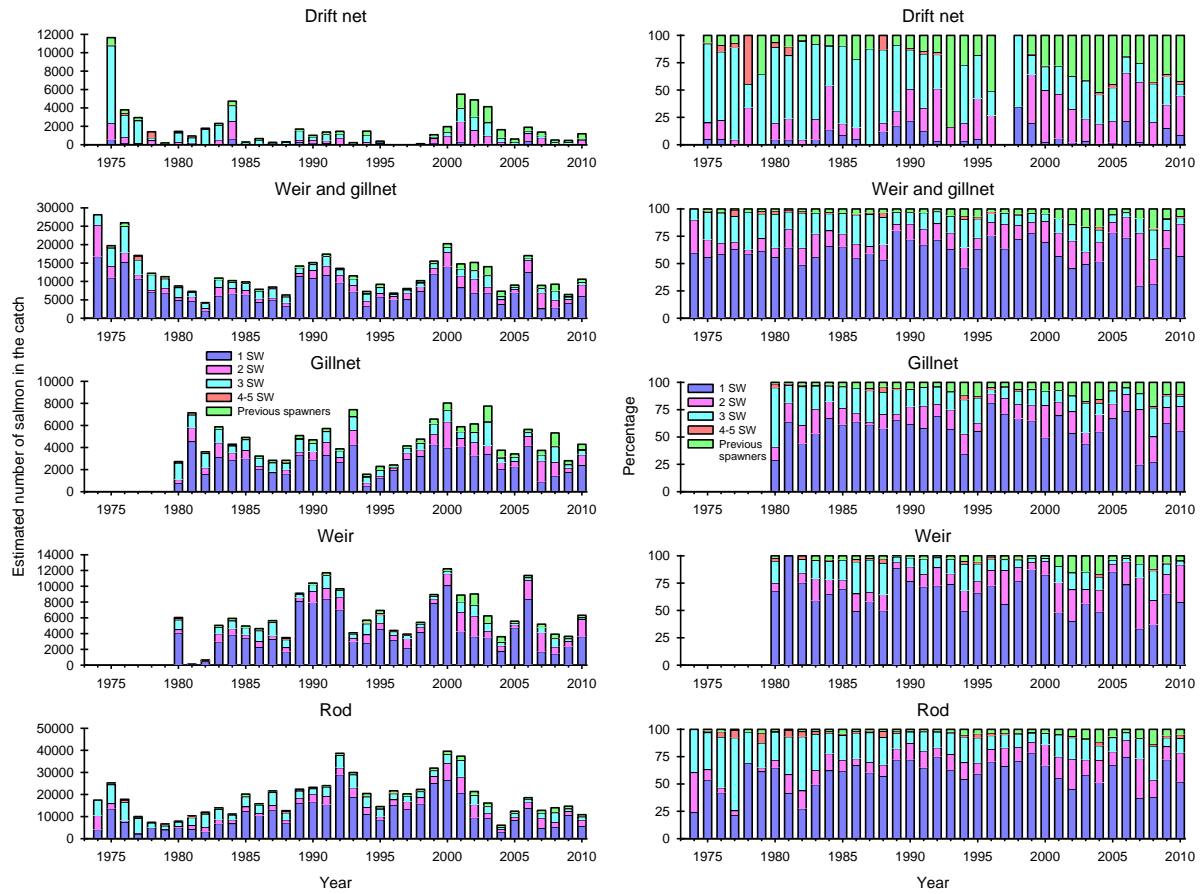 Drift net
12000
10000
8000
6000
4000
2000
0
1975 1980 1985 1990 1995 2000 2005 2010
Weir and gillnet
30000
25000
20000
15000
10000
5000
0
1975 1980 1985 1990 1995 2000 2005 2010
Gillnet
1 SW
2 SW
3 SW
4-5 SW
Previous spawners
10000
8000
6000
4000
2000
0
1975 1980 1985 1990 1995 2000 2005 2010
Weir
14000
12000
10000
8000
6000
4000
2000
0
1975 1980 1985 1990 1995 2000 2005 2010
Rod
50000
40000
30000
20000
10000
0
1975 1980 1985 1990 1995 2000 2005 2010
Year
Estimated number of salmon in the catch
Drift net
100
75
50
25
0
1975 1980 1985 1990 1995 2000 2005 2010
Weir and gillnet
100
75
50
25
0
1975 1980 1985 1990 1995 2000 2005 2010
Gillnet
100
75
50
25
0
1 SW
2 SW
3 SW
4-5 SW
Previous
spawners
1975 1980 1985 1990 1995 2000 2005 2010
Weir
100
75
50
25
0
1975 1980 1985 1990 1995 2000 2005 2010
Rod
100
75
50
25
0
1975 1980 1985 1990 1995 2000 2005 2010
Year
Percentage